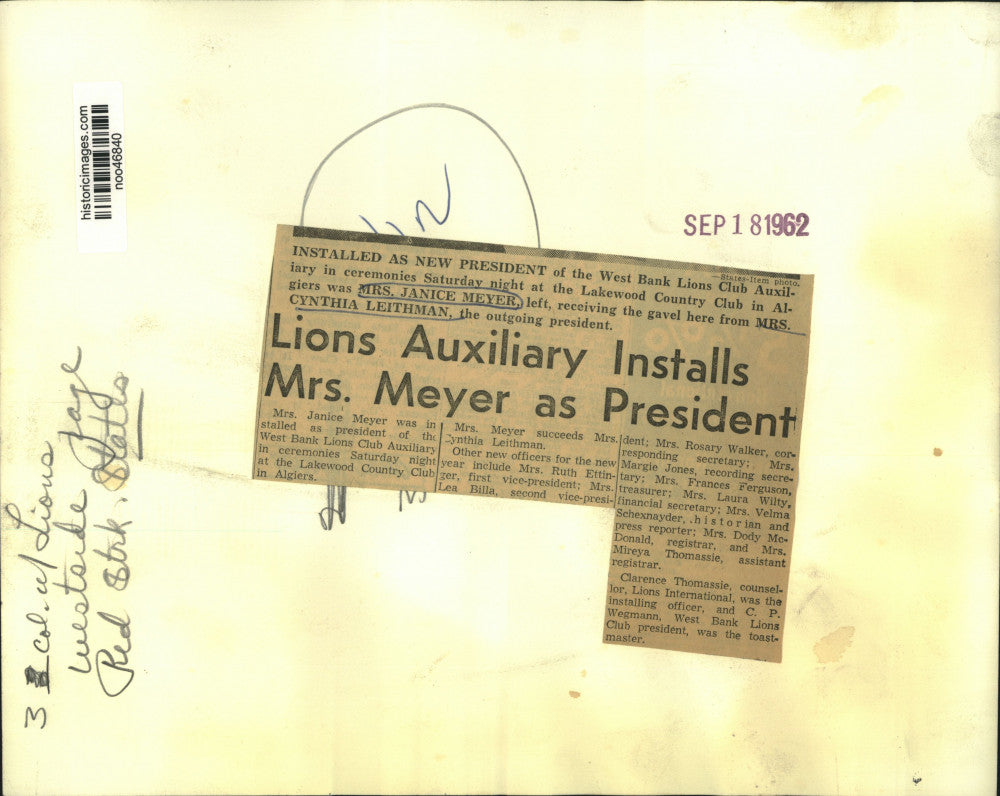 historicimages.com
noo46840
SEP 18 1962
—States-Item photo.
INSTALLED AS NEW PRESIDENT of the West Bank Lions Club Auxil-
iary in ceremonies Saturday night at the Lakewood Country Club in Al-
giers was MRS. JANICE MEYER, left, receiving the gavel here from MRS.
CYNTHIA LEITHMAN, the outgoing president.
Lions Auxiliary Installs
Mrs. Meyer as President
Mrs. Janice Meyer was in
stalled as president of the
West Bank Lions Club Auxiliary
in ceremonies Saturday night
at the Lakewood Country Club
in Algiers.
Mrs. Meyer succeeds Mrs.
Cynthia Leithman.
Other new officers for the new
year include Mrs. Ruth Ettin-
ger, first vice-president; Mrs.
Lea Billa, second vice-presi-
dent; Mrs. Rosary Walker, cor-
responding secretary; Mrs.
Margie Jones, recording secre-
tary; Mrs. Frances Ferguson,
treasurer; Mrs. Laura Wilty,
financial secretary; Mrs. Velma
Schexnayder, historian and
press reporter; Mrs. Dody Mc-
Donald, registrar, and Mrs.
Mireya Thomassie, assistant
registrar.
Clarence Thomassie, counsel-
lor, Lions International, was the
installing officer, and C. P.
Wegmann, West Bank Lions
Club president, was the toast-
master.
3 col. w/ Lions
westside page
Red Strk.